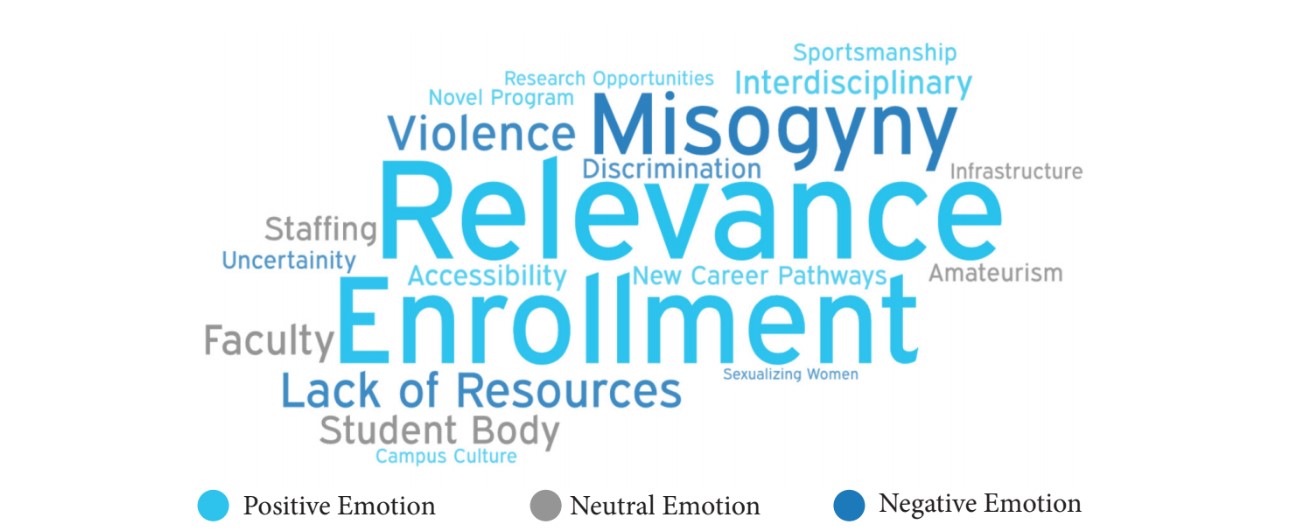 Sportsmanship
Research Opportunities
Interdisciplinary
Novel Program
Violence
Misogyny
Discrimination
Infrastructure
Relevance
Staffing
Uncertainity
Accessibility
New Career Pathways
Amateurism
Enrollment
Faculty
Sexualizing Women
Lack of Resources
Student Body
Campus Culture
Positive Emotion
Neutral Emotion
Negative Emotion